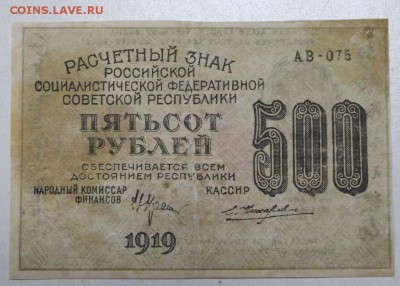 COINS.LAVE.RU
РАСЧЕТНЫЙ ЗНАК
РОССИЙСКОЙ
СОЦИАЛИСТИЧЕСКОЙ ФЕДЕРАТИВНОЙ
СОВЕТСКОЙ РЕСПУБЛИКИ
АВ-075
ПЯТЬСОТ
РУБЛЕЙ
500
ОБЕСПЕЧИВАЕТСЯ ВСЕМ
ДОСТОЯНИЕМ РЕСПУБЛИКИ
НАРОДНЫЙ КОМИССАР
ФИНАНСОВ
КАССИР
1919